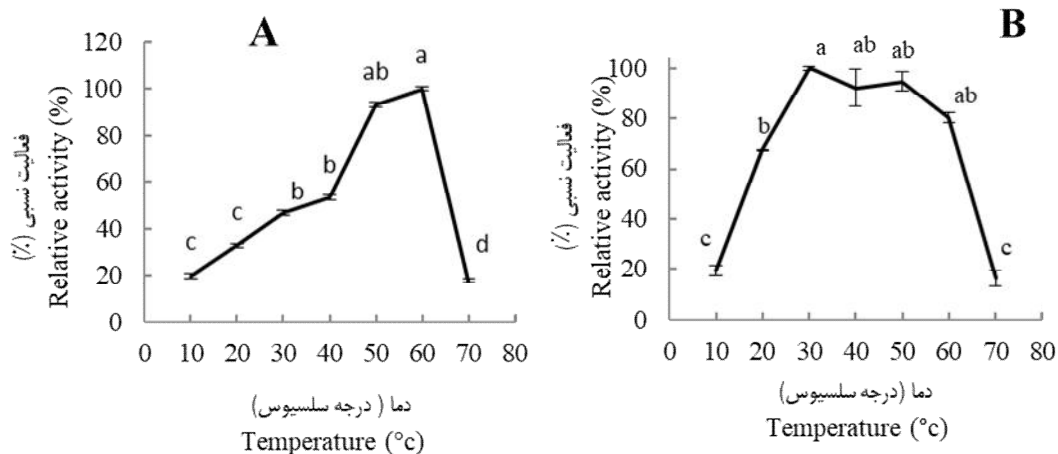 A
120
100
80
60
40
20
0
c
c
b
b
ab
a
d
0 10 20 30 40 50 60 70 80
فعالیت نسبی (٪)
Relative activity (%)
دما ( درجه سلسیوس)
Temperature (°c)
B
100
80
60
40
20
0
c
b
a
ab
ab
ab
c
0 10 20 30 40 50 60 70 80
فعالیت نسبی (٪)
Relative activity (%)
دما (درجه سلسیوس)
Temperature (°c)